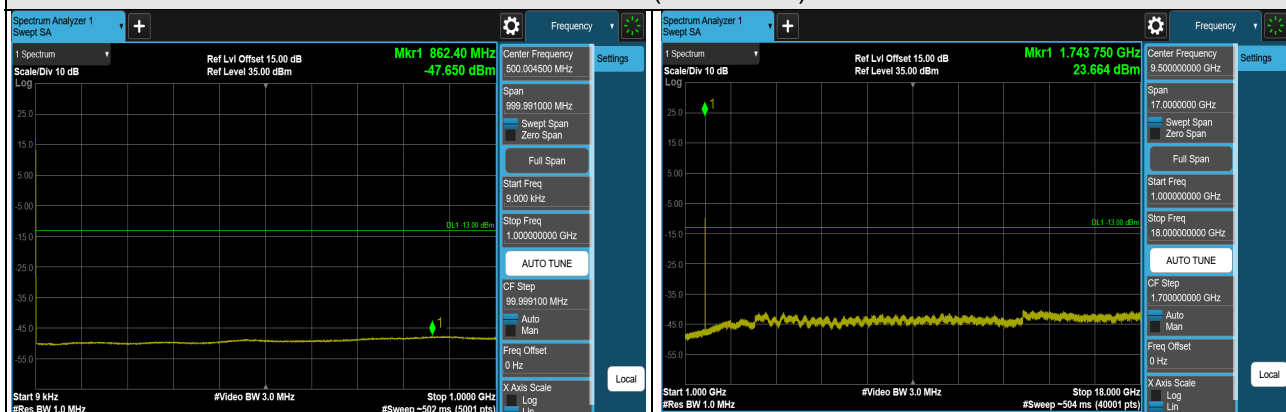 Spectrum Analyzer 1
Swept SA
+
Frequency
1 Spectrum
Scale/Div 10 dB
Log
Ref Lvl Offset 15.00 dB
Ref Level 35.00 dBm
Mkr1 862.40 MHz
-47.650 dBm
25.0
15.0
5.00
-5.00
-15.0
-25.0
-35.0
-45.0
-55.0
DL1 -13.00 dBm
1
Start 9 kHz
#Res BW 1.0 MHz
#Video BW 3.0 MHz
Stop 1.0000 GHz
#Sweep ~502 ms (5001 pts)
Center Frequency
500.004500 MHz
Settings
Span
999.991000 MHz
Swept Span
Zero Span
Full Span
Start Freq
9.000 kHz
Stop Freq
1.000000000 GHz
AUTO TUNE
CF Step
99.999100 MHz
Auto
Man
Freq Offset
0 Hz
X Axis Scale
Log
Lin
Local
Spectrum Analyzer 1
Swept SA
+
Frequency
1 Spectrum
Scale/Div 10 dB
Log
Ref Lvl Offset 15.00 dB
Ref Level 35.00 dBm
Mkr1 1.743 750 GHz
23.664 dBm
25.0
15.0
5.00
-5.00
-15.0
-25.0
-35.0
-45.0
-55.0
DL1 -13.00 dBm
1
Start 1.000 GHz
#Res BW 1.0 MHz
#Video BW 3.0 MHz
Stop 18.000 GHz
#Sweep ~504 ms (40001 pts)
Center Frequency
9.500000000 GHz
Settings
Span
17.0000000 GHz
Swept Span
Zero Span
Full Span
Start Freq
1.000000000 GHz
Stop Freq
18.000000000 GHz
AUTO TUNE
CF Step
1.700000000 GHz
Auto
Man
Freq Offset
0 Hz
X Axis Scale
Log
Lin
Local